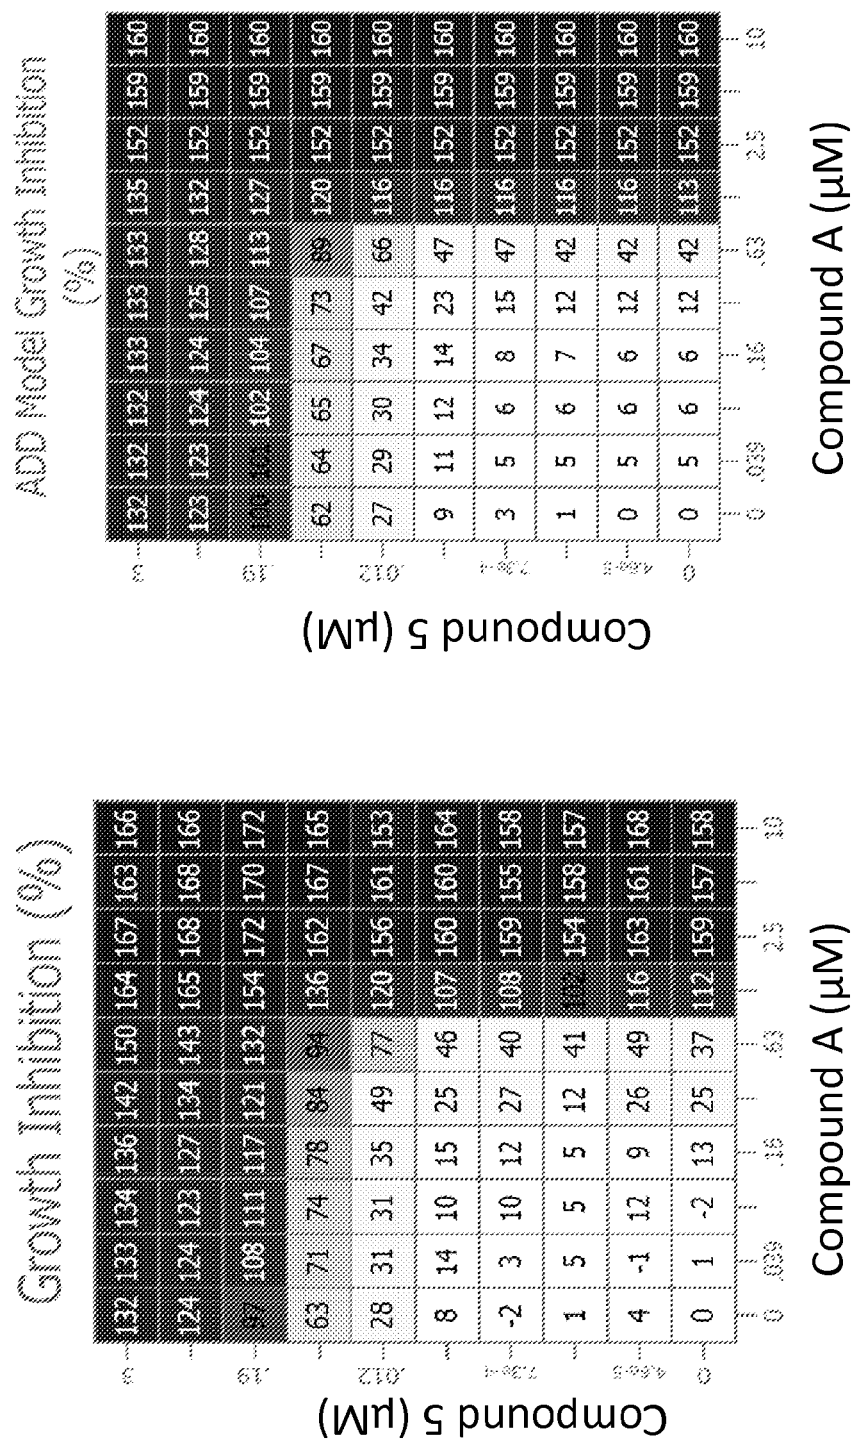 Growth Inhibition (%)
3 132 133 134 136 142 150 164 167 163 166
124 124 123 127 134 143 165 168 168 166
.19 97 108 111 117 121 132 154 172 170 172
63 71 74 78 84 94 136 162 167 165
.012 28 31 31 35 49 77 120 156 161 153
8 14 10 15 25 46 107 160 160 164
7.3e-4 -2 3 10 12 27 40 108 159 155 158
1 5 5 5 12 41 154 158 157
4.6e-5 4 -1 12 9 26 49 116 163 161 168
0 0 1 -2 13 25 37 112 159 157 158
0 .039 .16 .63 2.5 10
Compound 5 (µM)
Compound A (µM)
ADD Model Growth Inhibition
(%)
3 132 132 132 133 133 133 135 152 159 160
123 123 124 124 125 128 132 152 159 160
.19 102 104 107 113 127 152 159 160
62 64 65 67 73 89 120 152 159 160
.012 27 29 30 34 42 66 116 152 159 160
9 11 12 14 23 47 116 152 159 160
7.3e-4 3 5 6 8 15 47 116 152 159 160
1 5 6 7 12 42 116 152 159 160
4.6e-5 0 5 6 6 12 42 116 152 159 160
0 0 5 6 6 12 42 113 152 159 160
0 .039 .16 .63 2.5 10
Compound 5 (µM)
Compound A (µM)